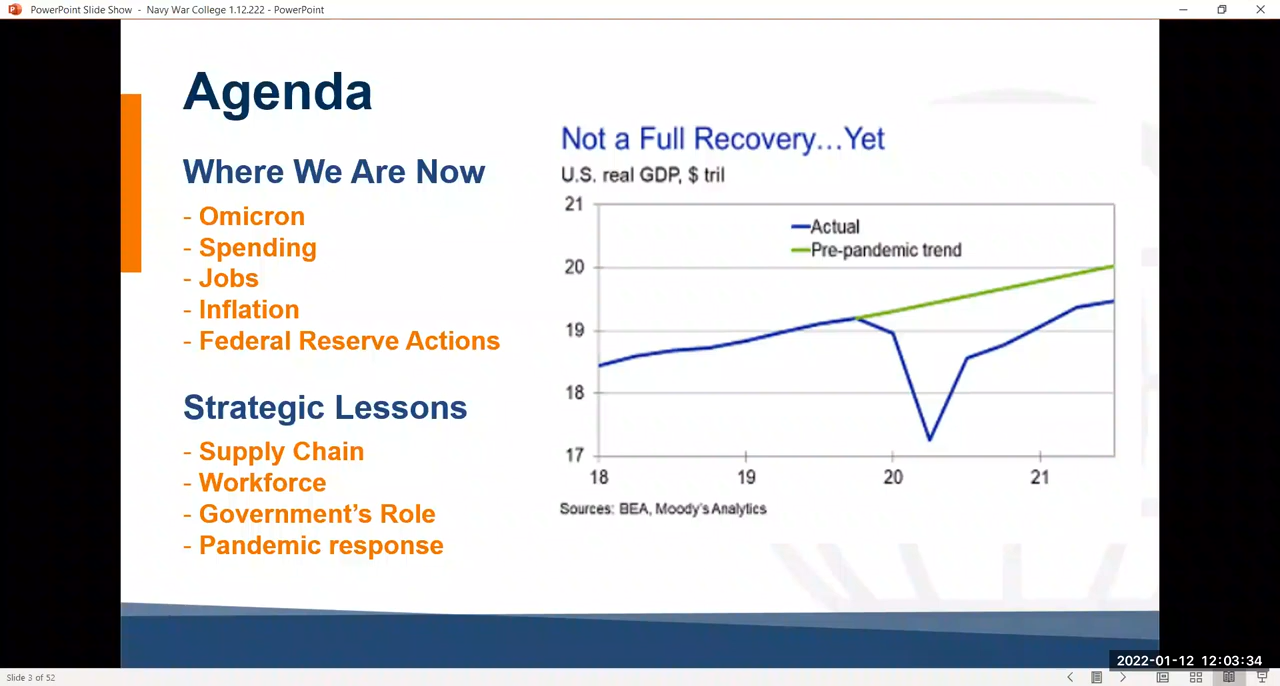 PowerPoint Slide Show - Navy War College 1.12.222 - PowerPoint
Agenda
Where We Are Now
- Omicron
- Spending
- Jobs
- Inflation
- Federal Reserve Actions
Strategic Lessons
- Supply Chain
- Workforce
- Government’s Role
- Pandemic response
Not a Full Recovery…Yet
U.S. real GDP, $ tril
21
20
19
18
17
Actual
Pre-pandemic trend
18 19 20 21
Sources: BEA, Moody's Analytics
2022-01-12 12:03:34
Slide 3 of 52